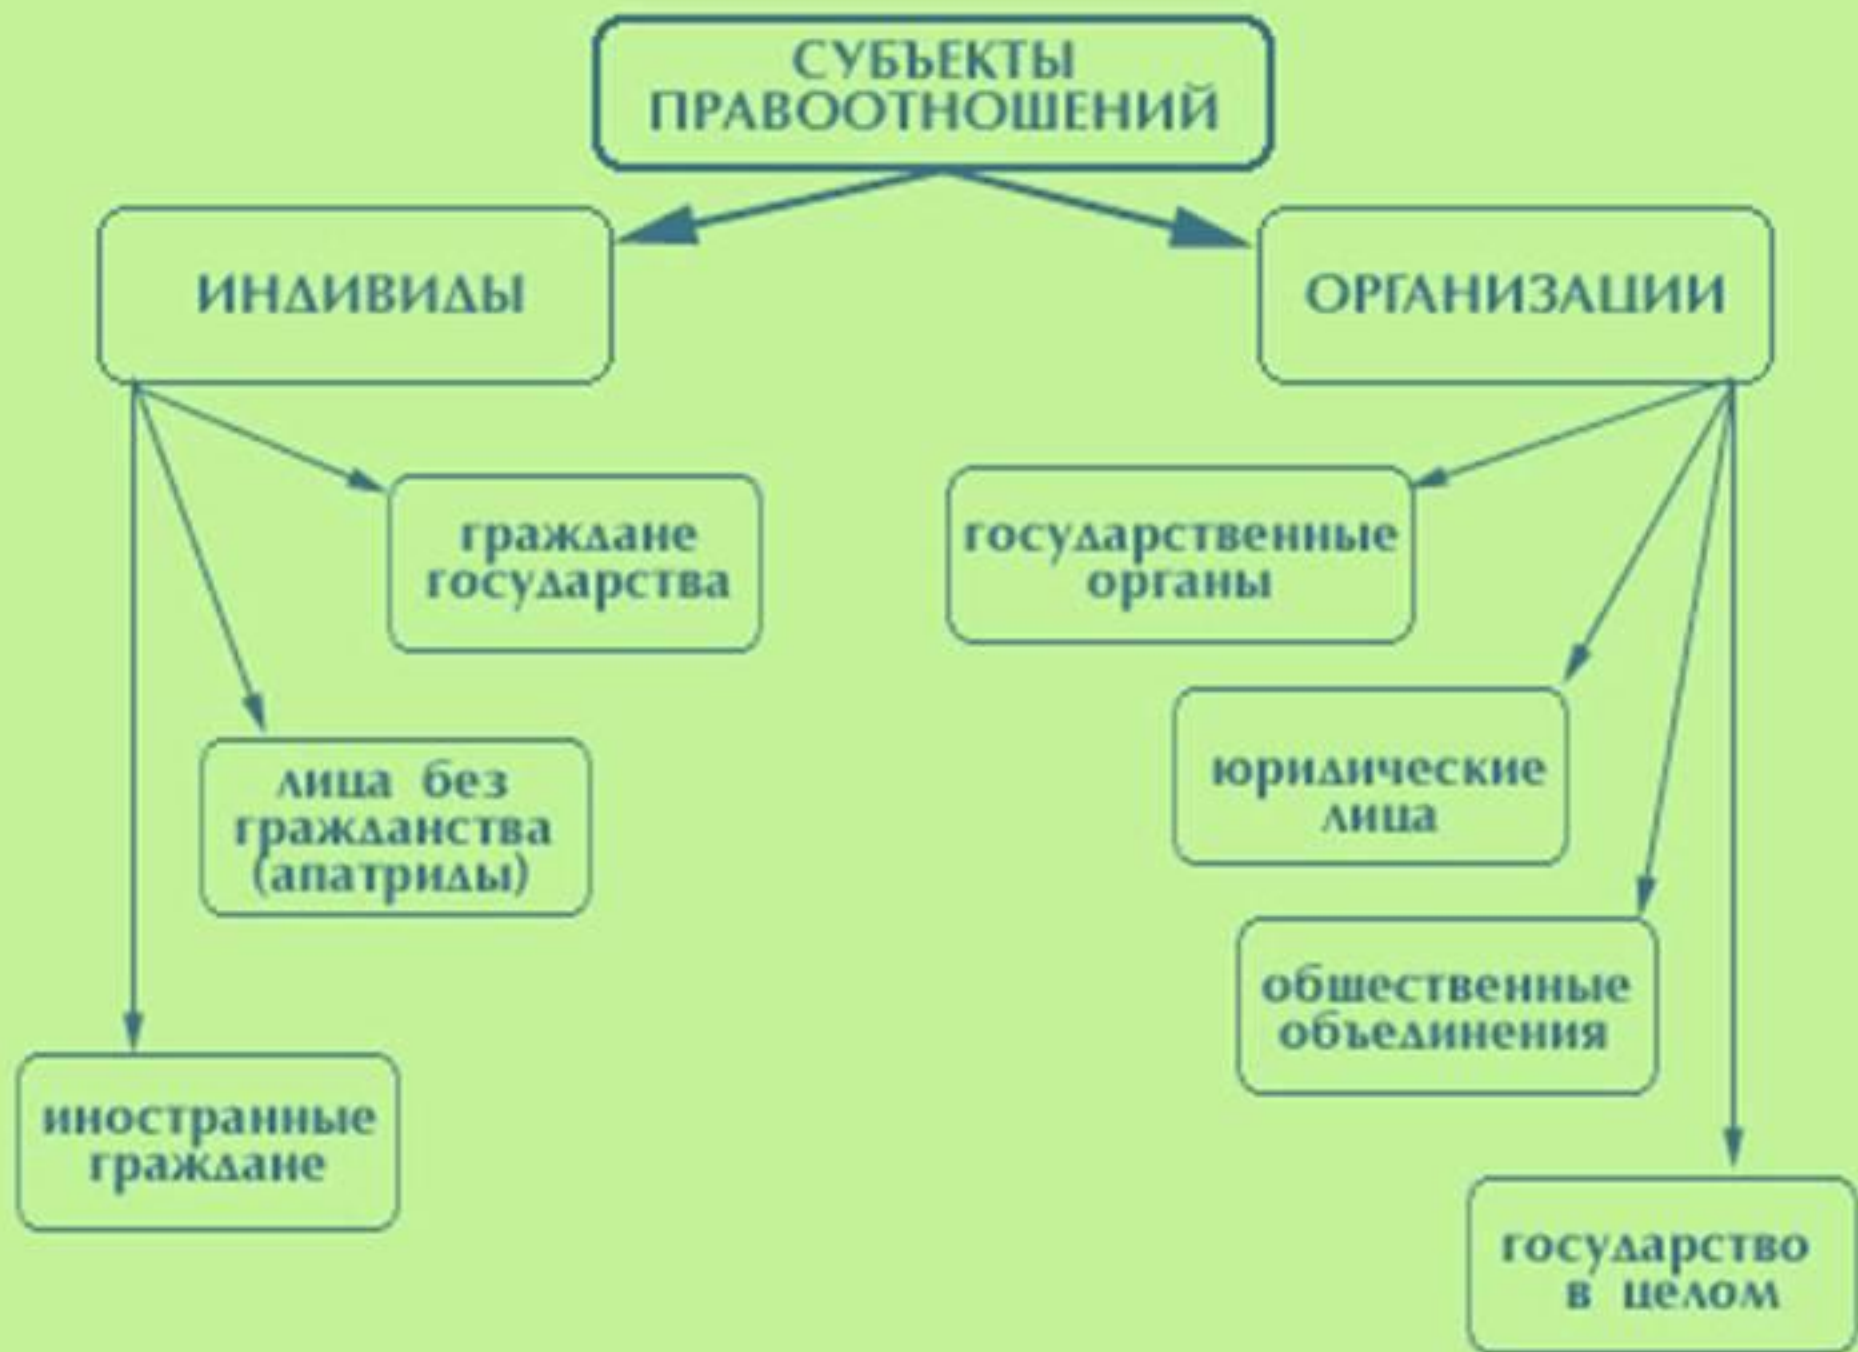 СУБЪЕКТЫ
ПРАВООТНОШЕНИЙ
ИНДИВИДЫ
ОРГАНИЗАЦИИ
граждане
государства
государственные
органы
лица без
гражданства
(апатриды)
юридические
лица
общественные
объединения
иностранные
граждане
государство
в целом